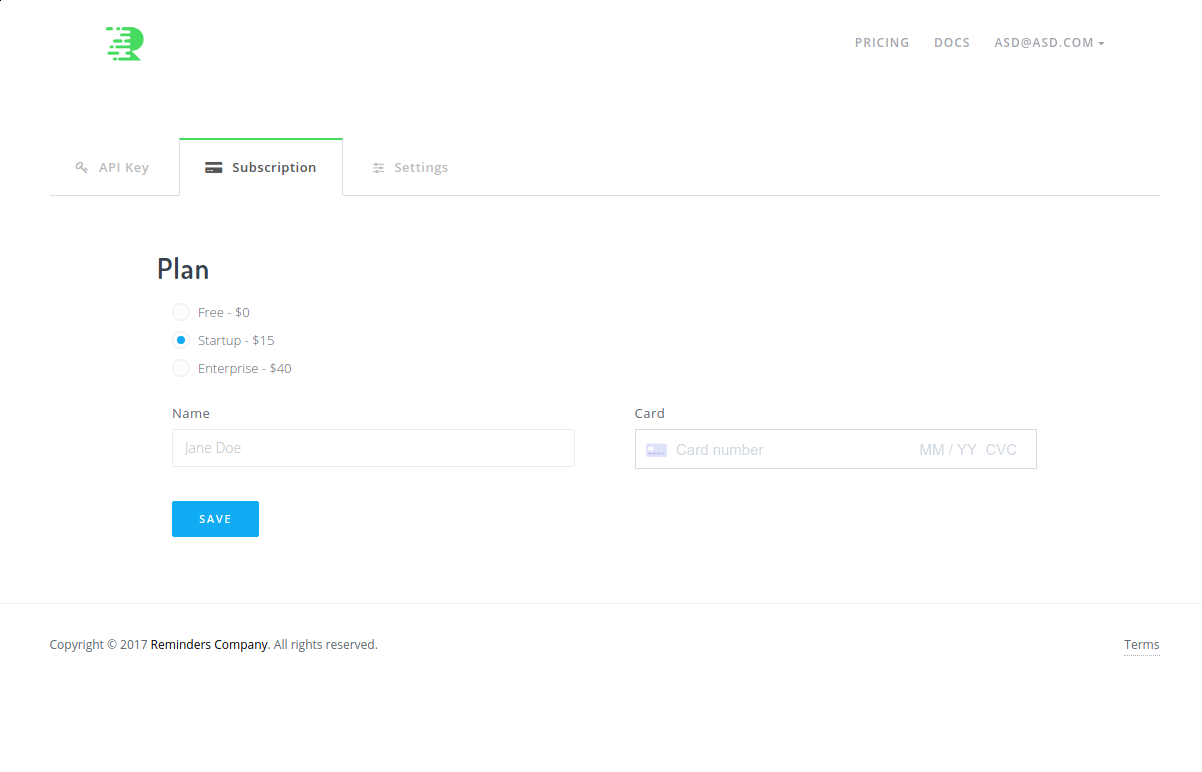 PRICING DOCS ASD@ASD.COM
API Key Subscription Settings
Plan
Free - $0
Startup - $15
Enterprise - $40
Name Card
Jane Doe Card number MM / YY CVC
SAVE
Copyright © 2017 Reminders Company. All rights reserved. Terms